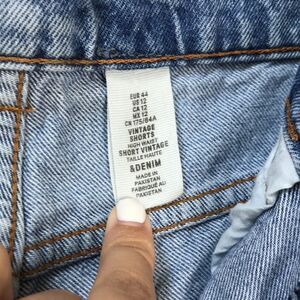 EUR 44
US 12
CA 12
MX 12
CN 175/84A
VINTAGE
SHORTS
HIGH WAIST
SHORT VINTAGE
TAILLE HAUTE
&DENIM
MADE IN
PAKISTAN
FABRIQUÉ AU
PAKISTAN